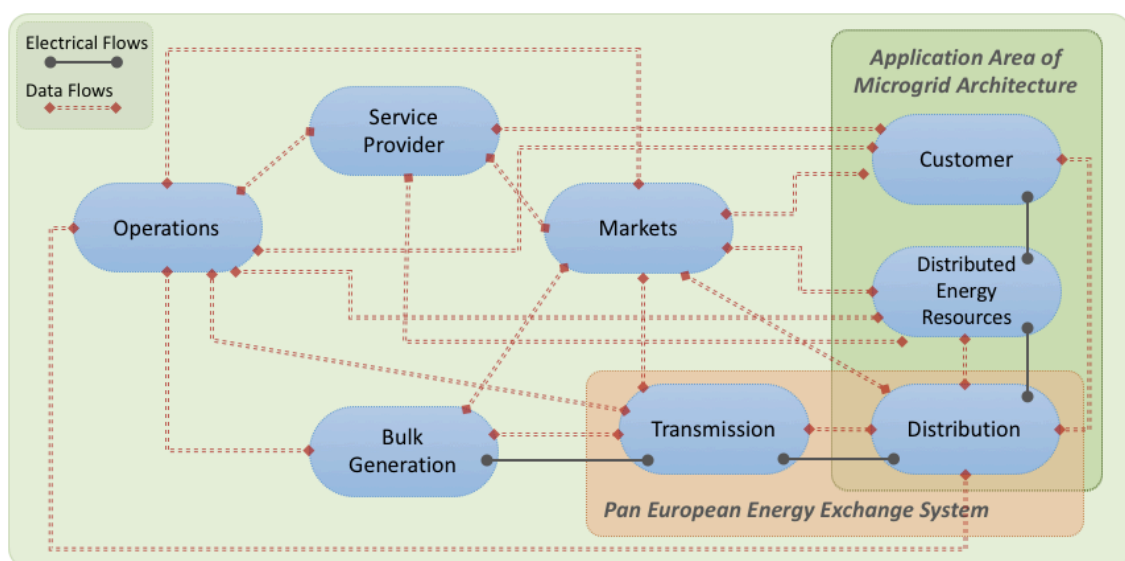 Electrical Flows
Data Flows
Application Area of
Microgrid Architecture
Service
Provider
Customer
Operations
Markets
Distributed
Energy
Resources
Bulk
Generation
Transmission
Distribution
Pan European Energy Exchange System